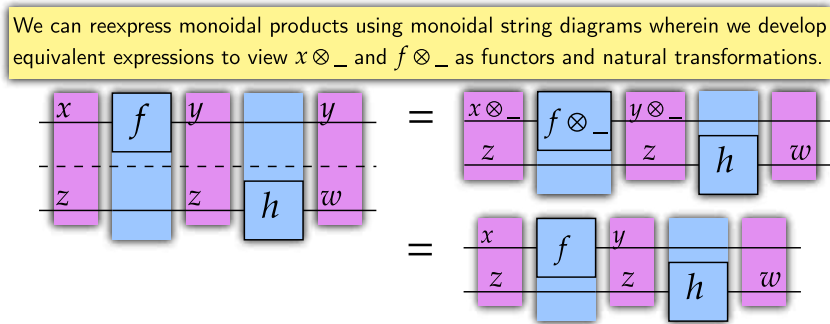 We can reexpress monoidal products using monoidal string diagrams wherein we develop
equivalent expressions to view x ⊗ _ and f ⊗ _ as functors and natural transformations.
x f y y = x ⊗ _ f ⊗ _ y ⊗ _
z z h w z z h w
= x f y
z z h w